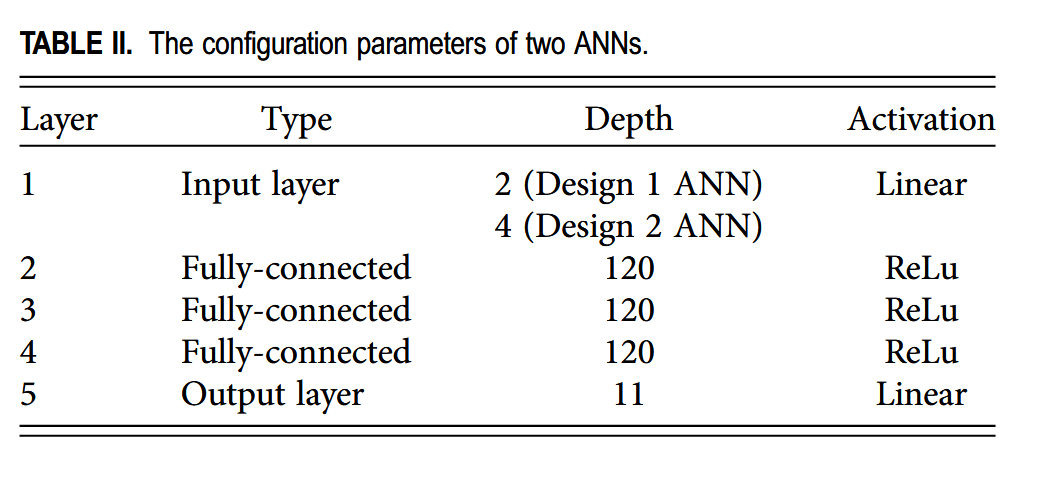 TABLE II. The configuration parameters of two ANNs.
Layer Type Depth Activation
1 Input layer 2 (Design 1 ANN) Linear
4 (Design 2 ANN)
2 Fully-connected 120 ReLu
3 Fully-connected 120 ReLu
4 Fully-connected 120 ReLu
5 Output layer 11 Linear